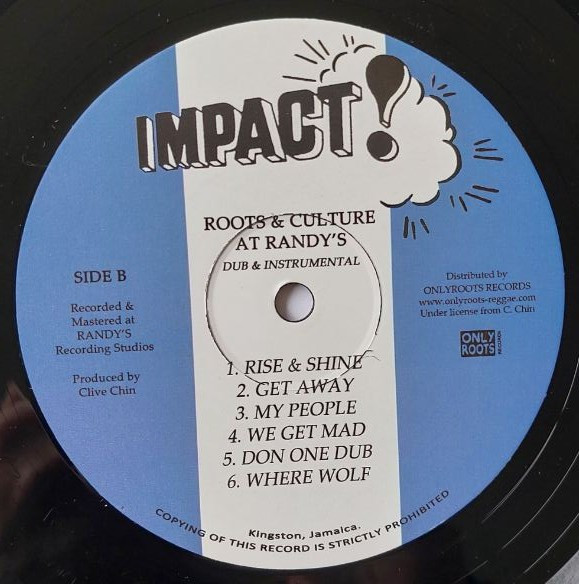 IMPACT!
ROOTS & CULTURE
AT RANDY'S
DUB & INSTRUMENTAL
SIDE B
Recorded &
Mastered at
RANDY'S
Recording Studios
Produced by
Clive Chin
Distributed by
ONLYROOTS RECORDS
www.onlyroots-reggae.com
Under license from C. Chin
ONLY
ROOTS
RECORDS
1. RISE & SHINE
2. GET AWAY
3. MY PEOPLE
4. WE GET MAD
5. DON ONE DUB
6. WHERE WOLF
Kingston, Jamaica.
COPYING OF THIS RECORD IS STRICTLY PROHIBITED